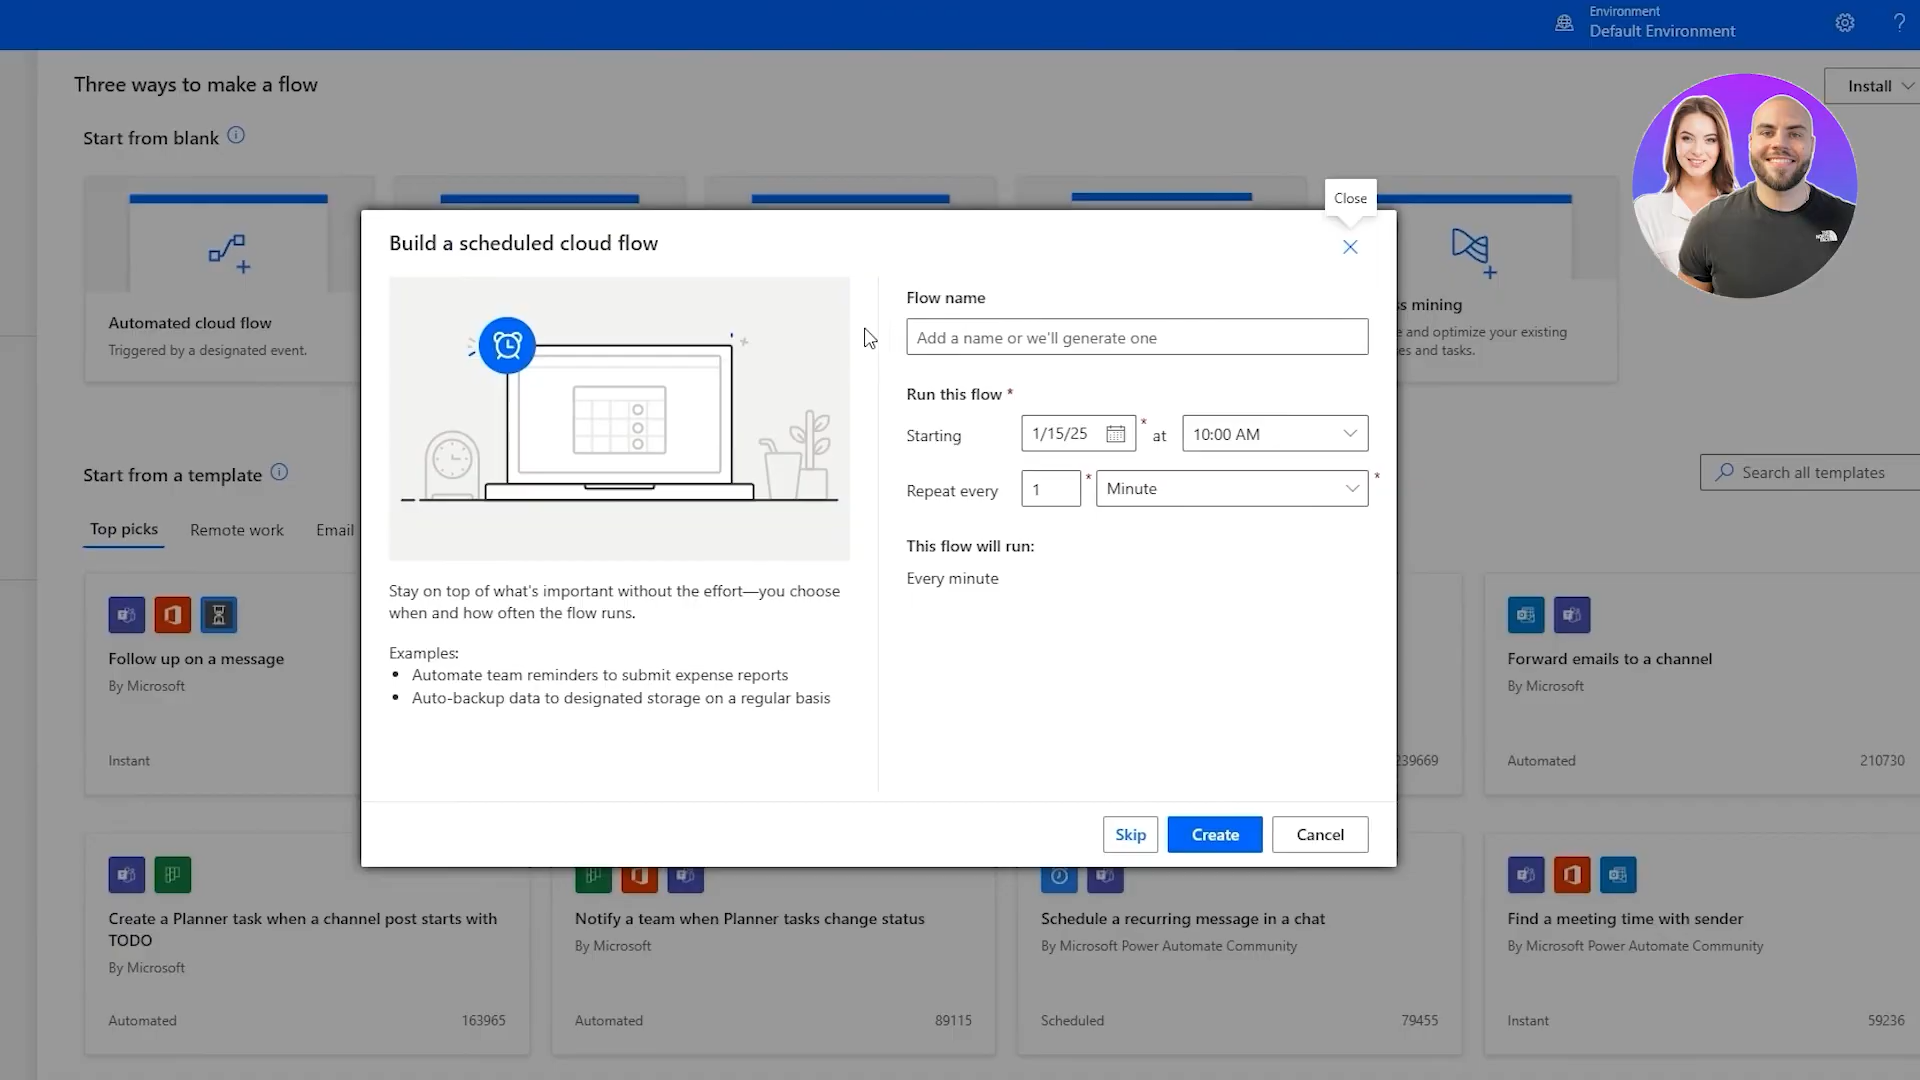 Environment
Default Environment
?
Three ways to make a flow
Install
Start from blank
Close
Build a scheduled cloud flow
Flow name
Add a name or we'll generate one
Automated cloud flow
Triggered by a designated event.
s mining
e and optimize your existing
es and tasks.
Run this flow *
Starting
1/15/25
*
at
10:00 AM
Repeat every
1
*
Minute
*
This flow will run:
Every minute
Stay on top of what's important without the effort—you choose
when and how often the flow runs.
Examples:
• Automate team reminders to submit expense reports
• Auto-backup data to designated storage on a regular basis
Skip
Create
Cancel
Start from a template
Search all templates
Top picks
Remote work
Email
Follow up on a message
By Microsoft
Instant
239669
Forward emails to a channel
By Microsoft
Automated
210730
Create a Planner task when a channel post starts with
TODO
By Microsoft
Automated
163965
Notify a team when Planner tasks change status
By Microsoft
Automated
89115
Schedule a recurring message in a chat
By Microsoft Power Automate Community
Scheduled
79455
Find a meeting time with sender
By Microsoft Power Automate Community
Instant
59236